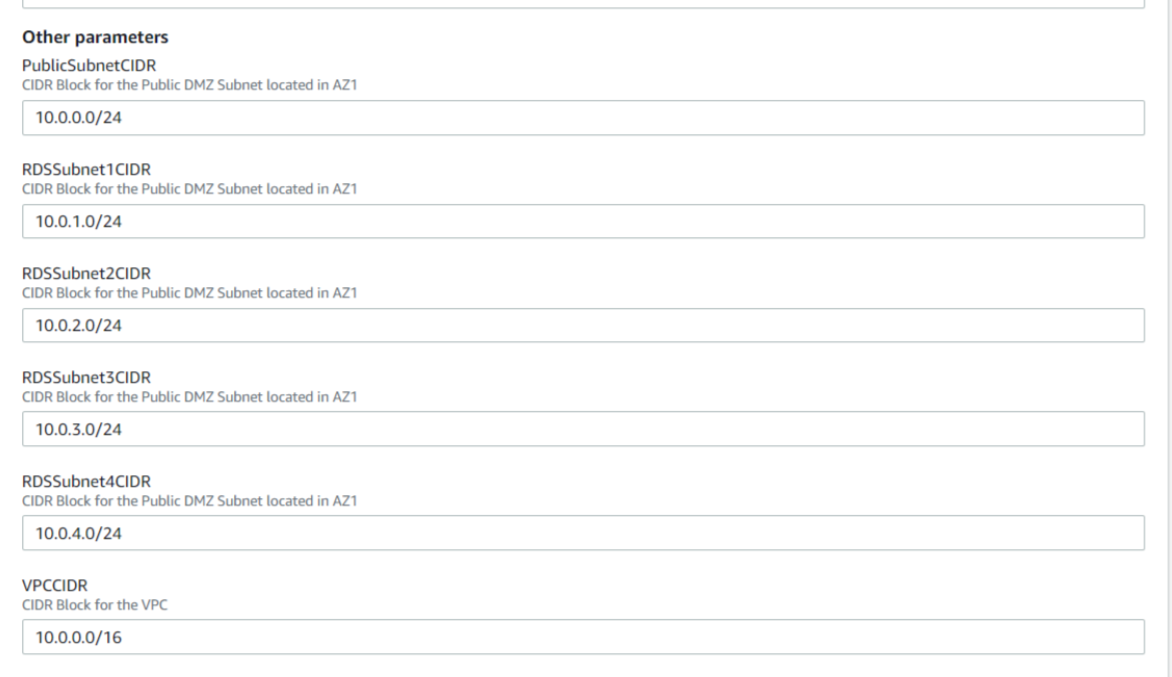 Other parameters
PublicSubnetCIDR
CIDR Block for the Public DMZ Subnet located in AZ1
10.0.0.0/24
RDSSubnet1CIDR
CIDR Block for the Public DMZ Subnet located in AZ1
10.0.1.0/24
RDSSubnet2CIDR
CIDR Block for the Public DMZ Subnet located in AZ1
10.0.2.0/24
RDSSubnet3CIDR
CIDR Block for the Public DMZ Subnet located in AZ1
10.0.3.0/24
RDSSubnet4CIDR
CIDR Block for the Public DMZ Subnet located in AZ1
10.0.4.0/24
VPCCIDR
CIDR Block for the VPC
10.0.0.0/16